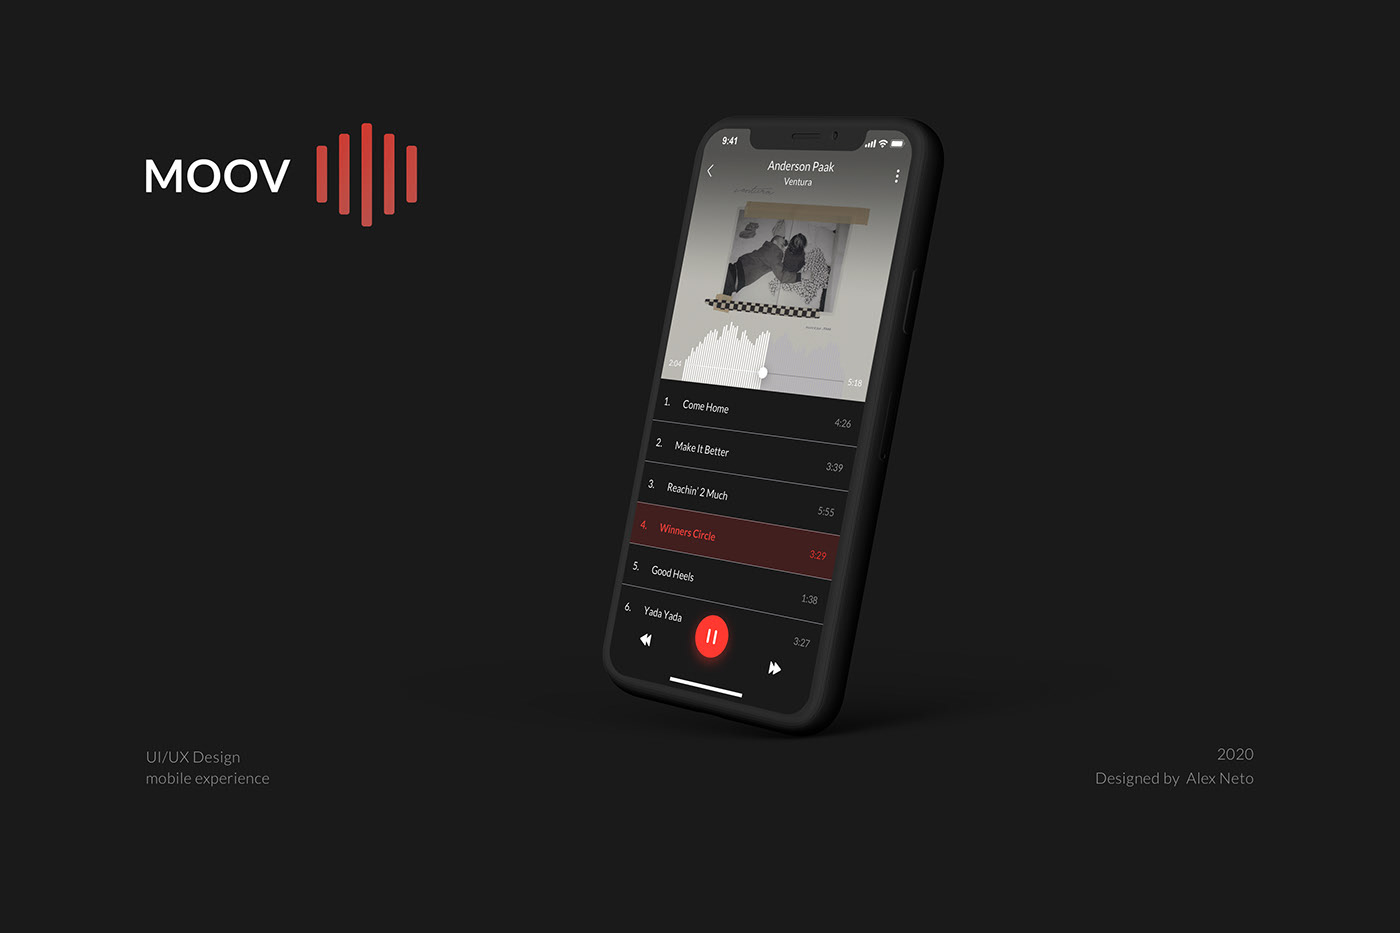 MOOV
9:41
Anderson Paak
Ventura
ventura
2:04
5:18
1. Come Home 4:26
2. Make It Better 3:39
3. Reachin' 2 Much 5:55
4. Winners Circle 3:29
5. Good Heels 1:38
6. Yada Yada 3:27
UI/UX Design
mobile experience
2020
Designed by Alex Neto